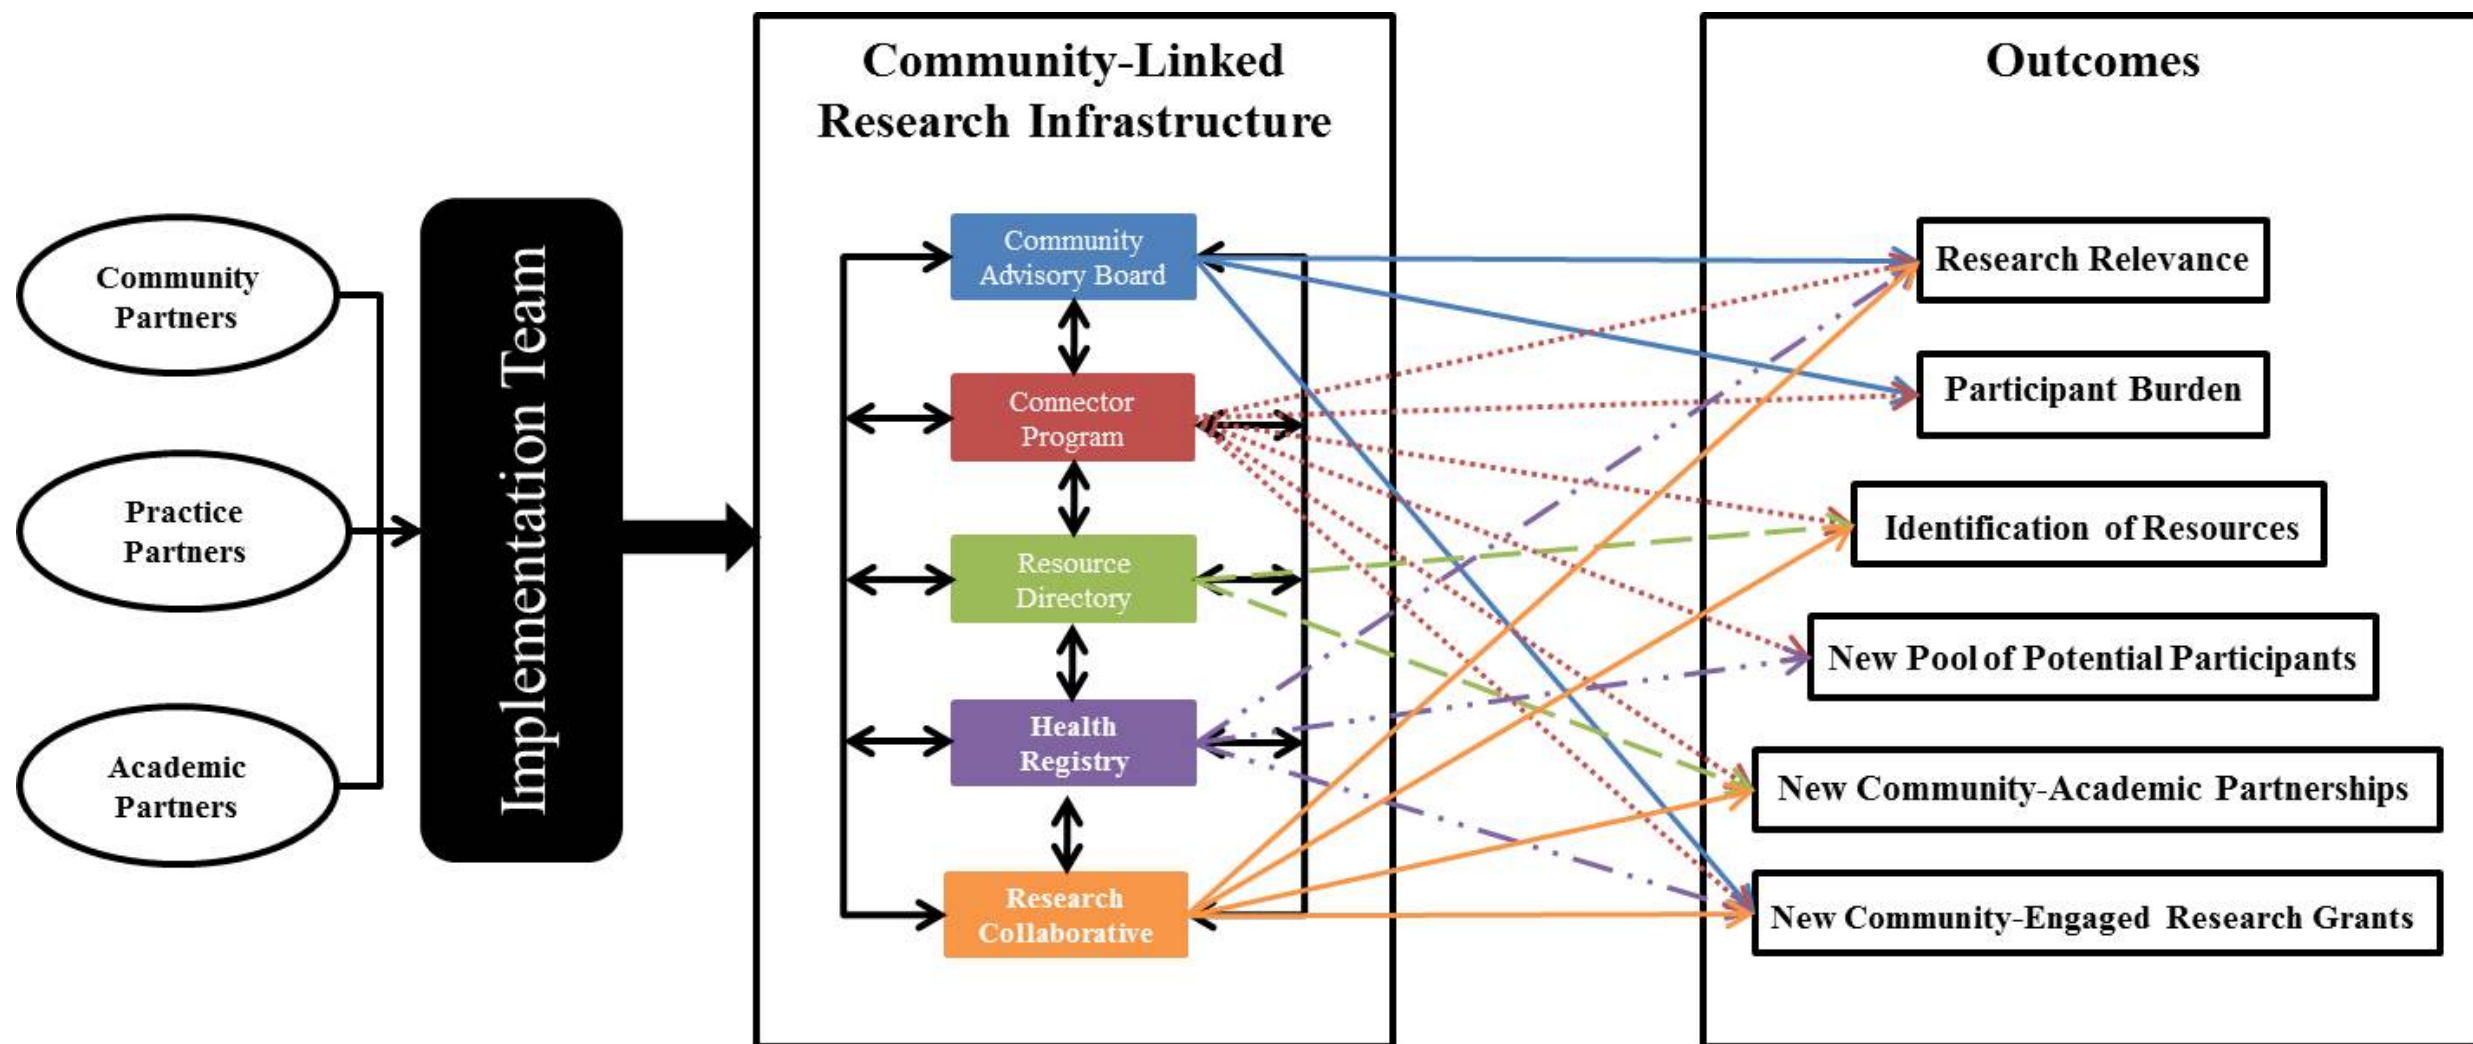 Community
Partners
Practice
Partners
Academic
Partners
Implementation Team
Community-Linked
Research Infrastructure
Community
Advisory Board
Connector
Program
Resource
Directory
Health
Registry
Research
Collaborative
Outcomes
Research Relevance
Participant Burden
Identification of Resources
New Pool of Potential Participants
New Community-Academic Partnerships
New Community-Engaged Research Grants